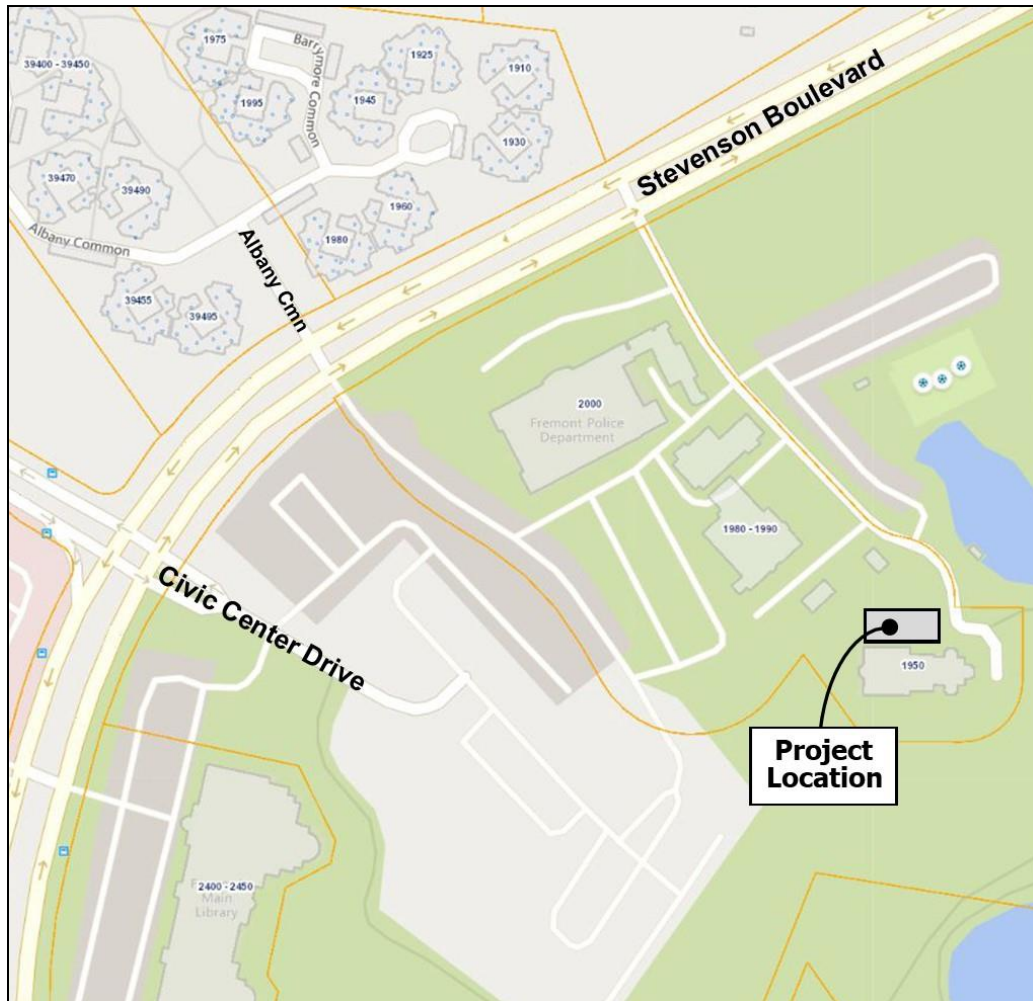 1975
Barrymore Common
1925
1910
39400 - 39450
1995
1945
1930
Stevenson Boulevard
39470
39490
1960
1980
Albany Common
Albany Cmn
39455
39495
2000
Fremont Police
Department
1980 - 1990
Civic Center Drive
1950
Project
Location
2400 - 2450
Main
Library